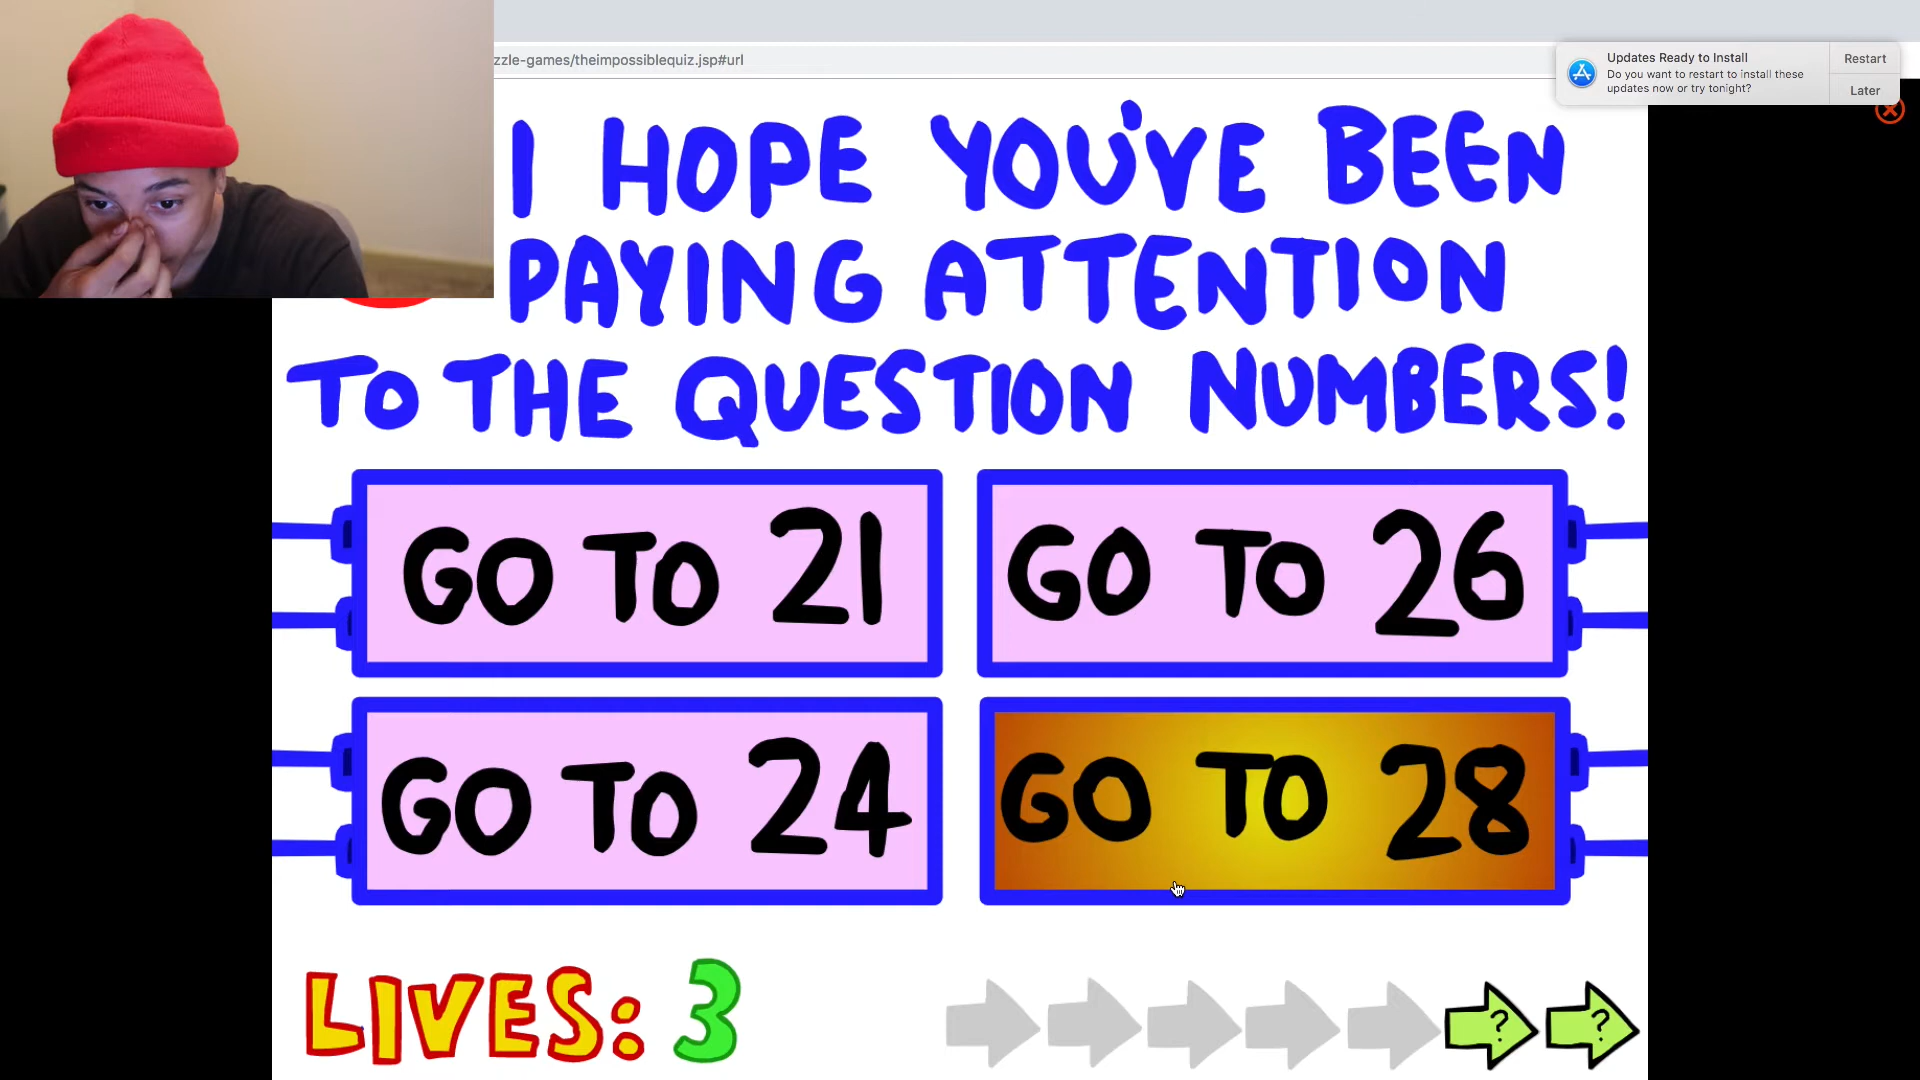 zzle-games/theimpossiblequiz.jsp#url
Updates Ready to Install
Do you want to restart to install these
updates now or try tonight?
Restart
Later
I HOPE YOU'VE BEEN
PAYING ATTENTION
TO THE QUESTION NUMBERS!
GO TO 21
GO TO 26
GO TO 24
GO TO 28
LIVES: 3
? ?